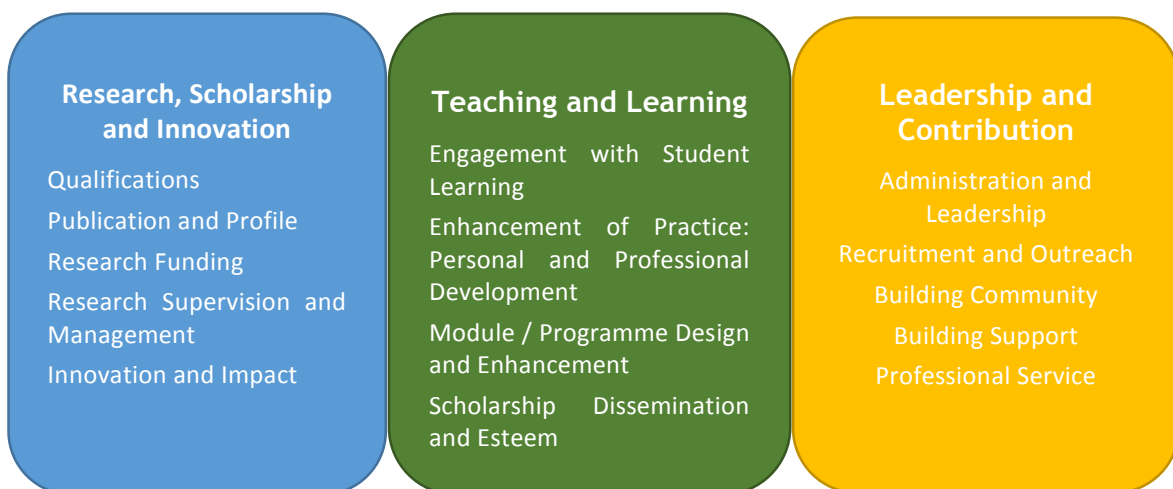 Research, Scholarship
and Innovation
Qualifications
Publication and Profile
Research Funding
Research Supervision and
Management
Innovation and Impact
Teaching and Learning
Engagement with Student
Learning
Enhancement of Practice:
Personal and Professional
Development
Module / Programme Design
and Enhancement
Scholarship Dissemination
and Esteem
Leadership and
Contribution
Administration and
Leadership
Recruitment and Outreach
Building Community
Building Support
Professional Service